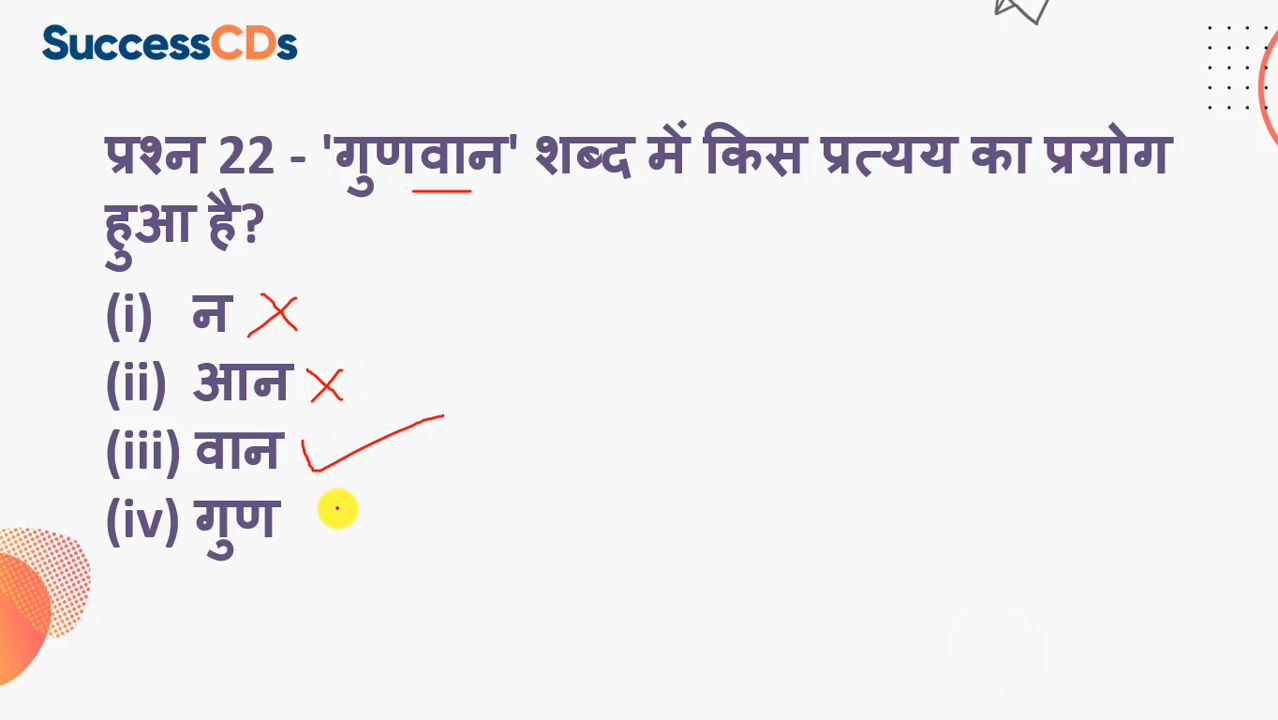 SuccessCDs
प्रश्न 22 - 'गुणवान' शब्द में किस प्रत्यय का प्रयोग
हुआ है?
(i) न
(ii) आन
(iii) वान
(iv) गुण